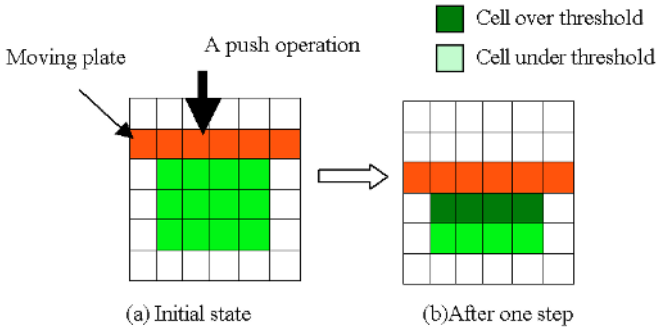 Cell over threshold
A push operation
Moving plate
Cell under threshold
(a) Initial state
(b)After one step